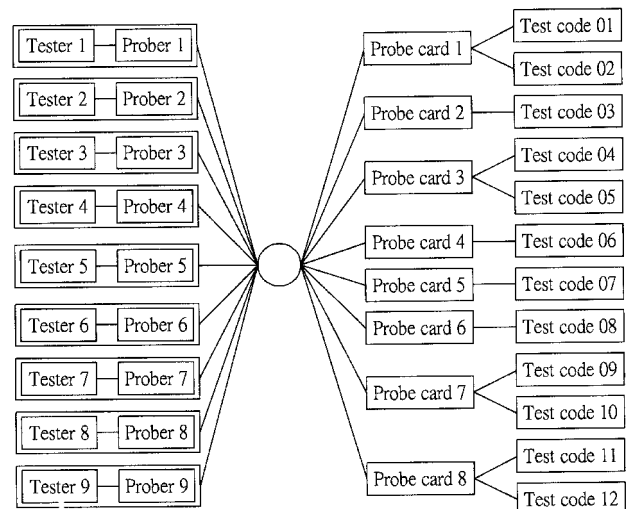 Tester 1 Prober 1
Tester 2 Prober 2
Tester 3 Prober 3
Tester 4 Prober 4
Tester 5 Prober 5
Tester 6 Prober 6
Tester 7 Prober 7
Tester 8 Prober 8
Tester 9 Prober 9
Probe card 1
Probe card 2
Probe card 3
Probe card 4
Probe card 5
Probe card 6
Probe card 7
Probe card 8
Test code 01
Test code 02
Test code 03
Test code 04
Test code 05
Test code 06
Test code 07
Test code 08
Test code 09
Test code 10
Test code 11
Test code 12